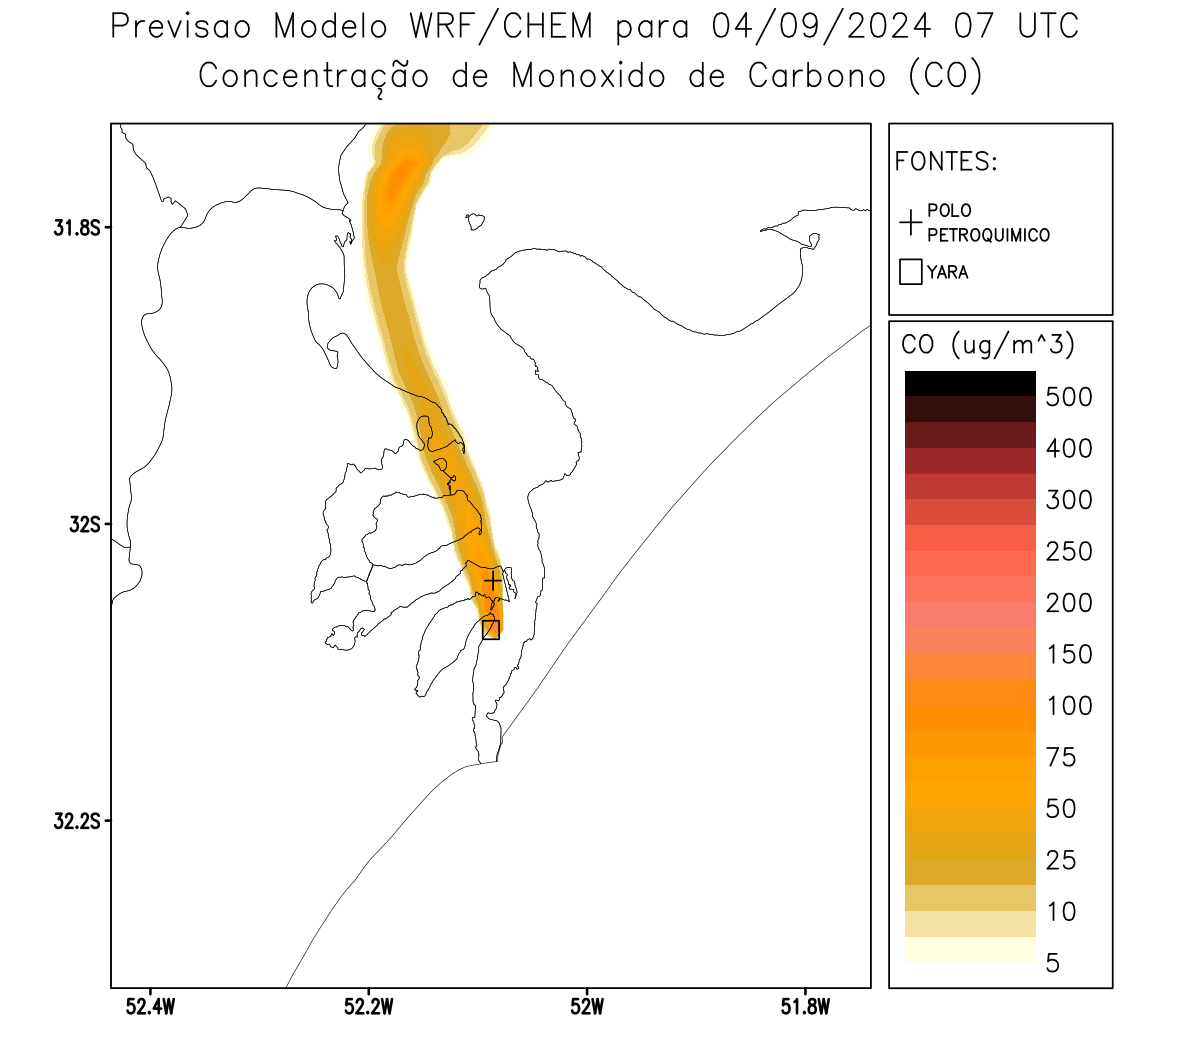 Previsao Modelo WRF/CHEM para 04/09/2024 07 UTC
Concentração de Monoxido de Carbono (CO)
FONTES:
POLO
PETROQUIMICO
YARA
CO (ug/m^3)
500
400
300
250
200
150
100
75
50
25
10
5
31.8S
32S
32.2S
52.4W
52.2W
52W
51.8W